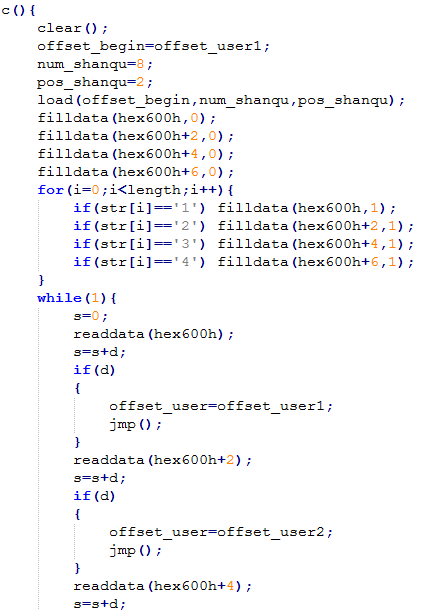 c(){
    clear();
    offset_begin=offset_user1;
    num_shanqu=8;
    pos_shanqu=2;
    load(offset_begin,num_shanqu,pos_shanqu);
    filldata(hex600h,0);
    filldata(hex600h+2,0);
    filldata(hex600h+4,0);
    filldata(hex600h+6,0);
    for(i=0;i<length;i++){
        if(str[i]=='1') filldata(hex600h,1);
        if(str[i]=='2') filldata(hex600h+2,1);
        if(str[i]=='3') filldata(hex600h+4,1);
        if(str[i]=='4') filldata(hex600h+6,1);
    }
    while(1){
        s=0;
        readdata(hex600h);
        s=s+d;
        if(d)
        {
            offset_user=offset_user1;
            jmp();
        }
        readdata(hex600h+2);
        s=s+d;
        if(d)
        {
            offset_user=offset_user2;
            jmp();
        }
        readdata(hex600h+4);
        s=s+d;